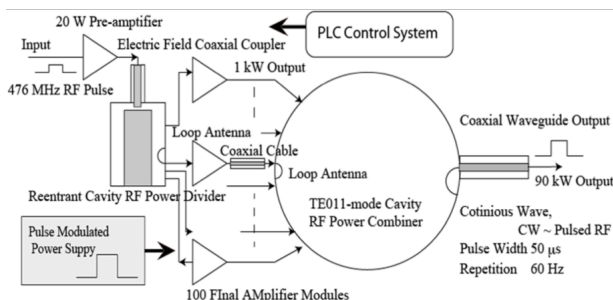 20 W Pre-amplifier
PLC Control System
Input
Electric Field Coaxial Coupler
1 kW Output
476 MHz RF Pulse
Coaxial Waveguide Output
Loop Antenna
Coaxial Cable
Loop Antenna
90 kW Output
Reentrant Cavity RF Power Divider
TE011-mode Cavity
RF Power Combiner
Cotinious Wave,
CW ~ Pulsed RF
Pulse Width 50 μs
Repetition 60 Hz
Pulse Modulated
Power Suppy
100 FInal AMplifier Modules